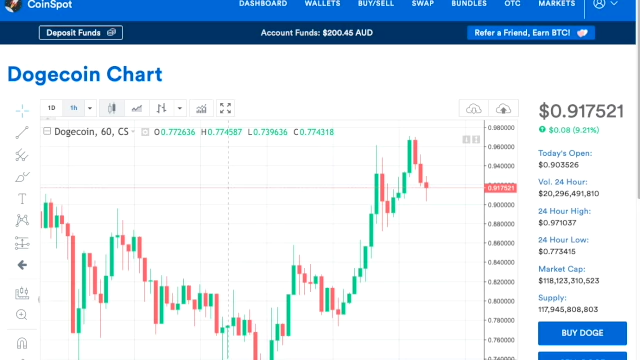 CoinSpot
DASHBOARD WALLETS BUY/SELL SWAP BUNDLES OTC MARKETS
Deposit Funds Account Funds: $200.45 AUD Refer a Friend, Earn BTC!
Dogecoin Chart
1D 1h
Dogecoin, 60, CS O0.772636 H0.774587 L0.739636 C0.774318
0.980000
0.960000
0.940000
0.917521
0.900000
0.880000
0.860000
0.840000
0.820000
0.800000
0.780000
0.760000
0.740000
$0.917521
$0.08 (9.21%)
Today's Open:
$0.903526
Vol. 24 Hour:
$20,296,491,810
24 Hour High:
$0.971037
24 Hour Low:
$0.773415
Market Cap:
$118,123,310,523
Supply:
117,945,808,803
BUY DOGE